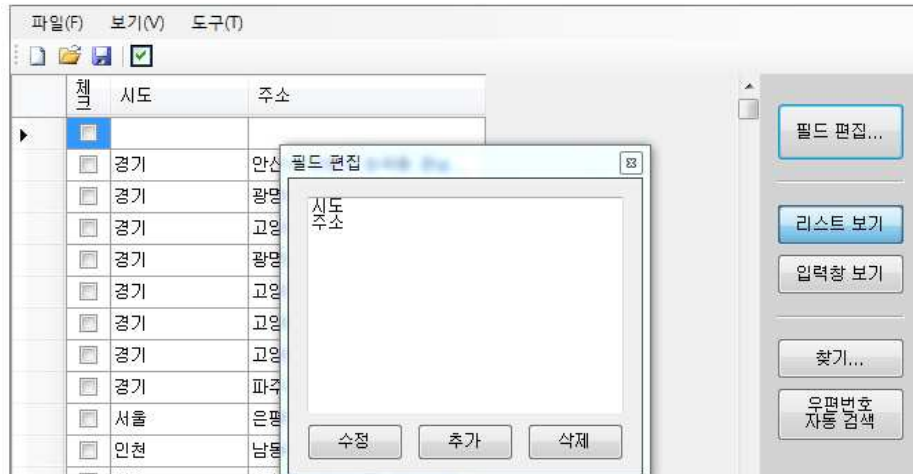 파일(F) 보기(V) 도구(T)
체크 시도 주소
필드 편집...
필드 편집
경기 안산
경기 광명
시도
주소
경기 고양
리스트 보기
경기 광명
입력창 보기
경기 고양
경기 고양
경기 고양
찾기...
경기 파주
우편번호
자동 검색
서울 은평
수정 추가 삭제
인천 남동